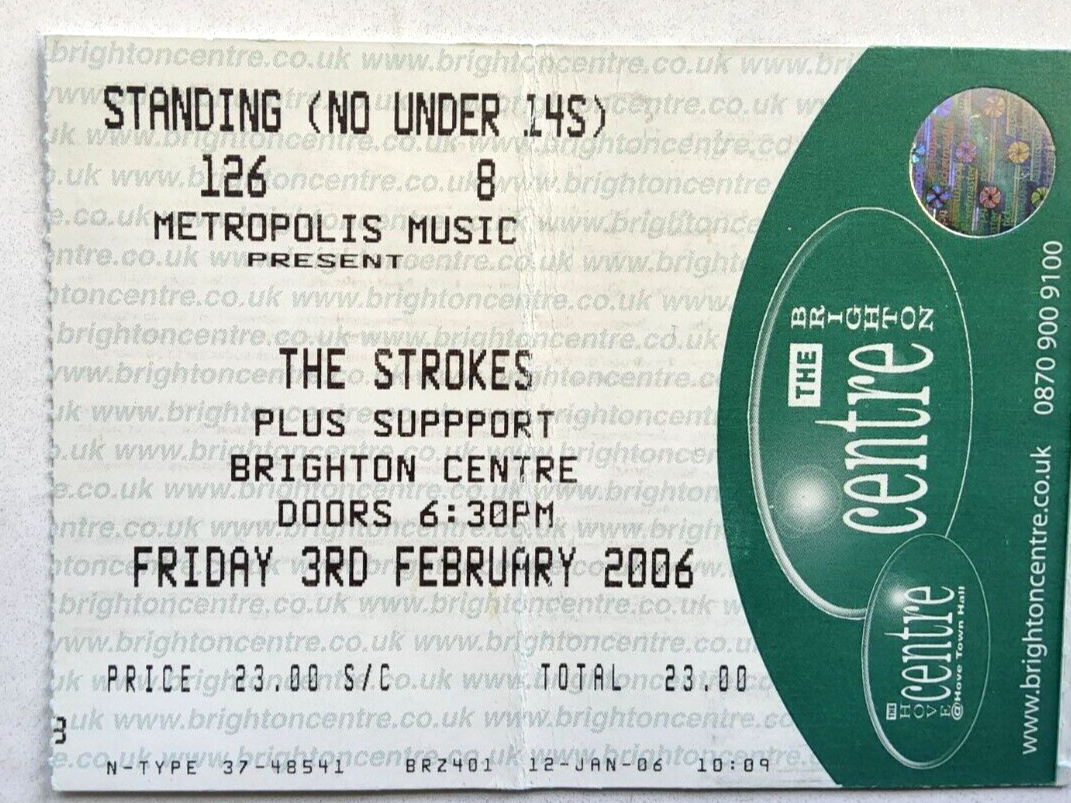 STANDING (NO UNDER 14S)
126 8
METROPOLIS MUSIC
PRESENT
THE STROKES
PLUS SUPPPORT
BRIGHTON CENTRE
DOORS 6:30PM
FRIDAY 3RD FEBRUARY 2006
PRICE 23.00 S/C TOTAL 23.00
3
N-TYPE 37-48541 BRZ401 12-JAN-06 10:09
THE BRIGHTON centre
THE HOVE centre @Hove Town Hall
www.brightoncentre.co.uk 0870 900 9100